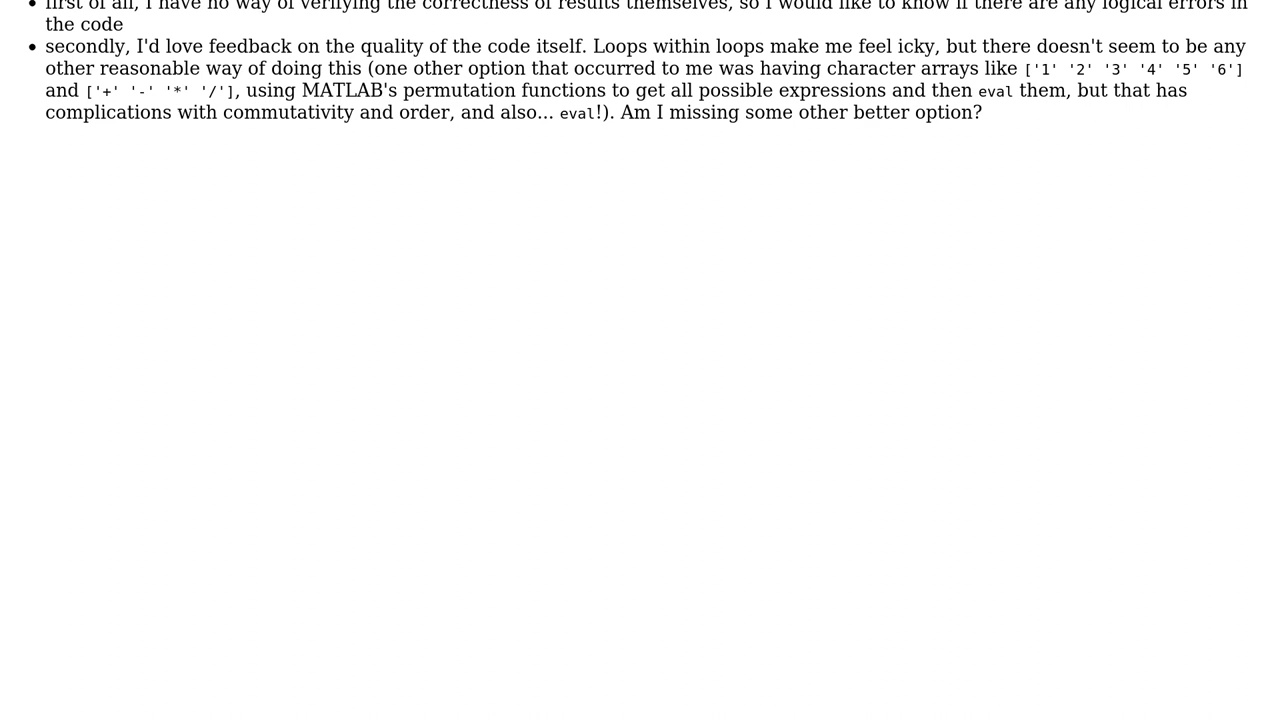 first of all, I have no way of verifying the correctness of results themselves, so I would like to know if there are any logical errors in
the code
secondly, I'd love feedback on the quality of the code itself. Loops within loops make me feel icky, but there doesn't seem to be any
other reasonable way of doing this (one other option that occurred to me was having character arrays like ['1' '2' '3' '4' '5' '6']
and ['+' '-' '*' '/'], using MATLAB's permutation functions to get all possible expressions and then eval them, but that has
complications with commutativity and order, and also... eval!). Am I missing some other better option?